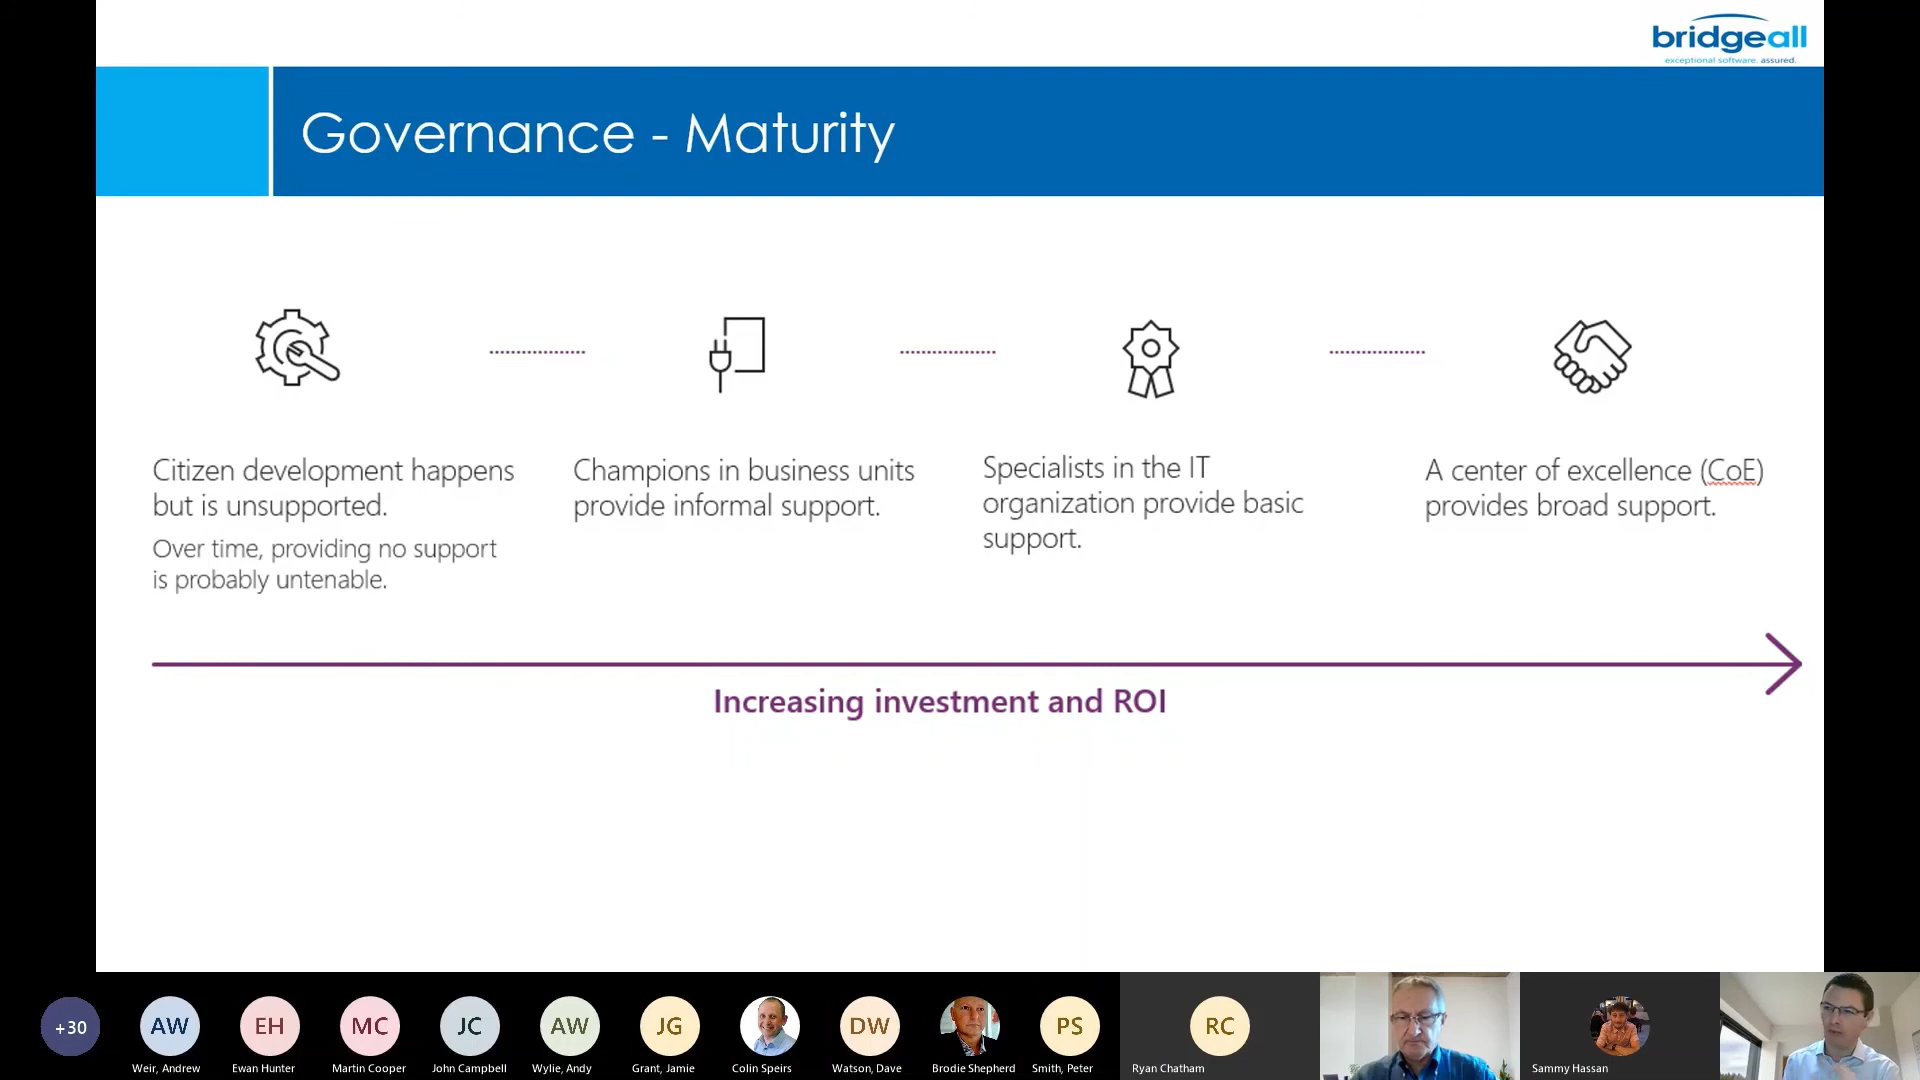 bridgeall
exceptional software. assured.
Governance - Maturity
Citizen development happens
but is unsupported.
Over time, providing no support
is probably untenable.
Champions in business units
provide informal support.
Specialists in the IT
organization provide basic
support.
A center of excellence (CoE)
provides broad support.
Increasing investment and ROI
+30
AW
Weir, Andrew
EH
Ewan Hunter
MC
Martin Cooper
JC
John Campbell
AW
Wylie, Andy
JG
Grant, Jamie
Colin Speirs
DW
Watson, Dave
Brodie Shepherd
PS
Smith, Peter
RC
Ryan Chatham
Sammy Hassan